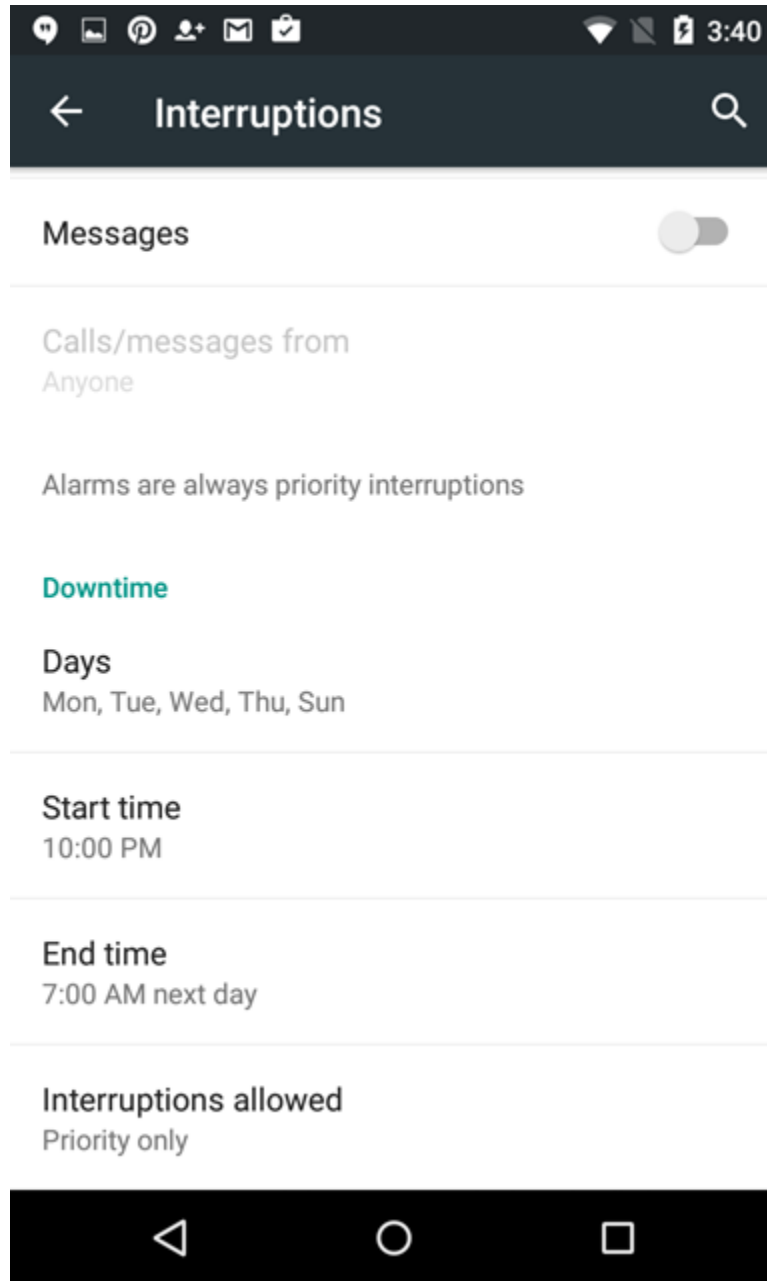 3:40
Interruptions
Messages
Calls/messages from
Anyone
Alarms are always priority interruptions
Downtime
Days
Mon, Tue, Wed, Thu, Sun
Start time
10:00 PM
End time
7:00 AM next day
Interruptions allowed
Priority only